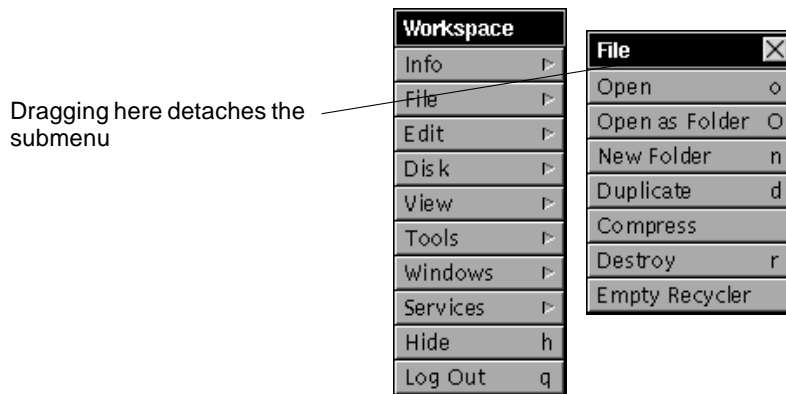 Dragging here detaches the
submenu
Workspace
Info
File
Edit
Disk
View
Tools
Windows
Services
Hide h
Log Out q
File
Open o
Open as Folder O
New Folder n
Duplicate d
Compress
Destroy r
Empty Recycler